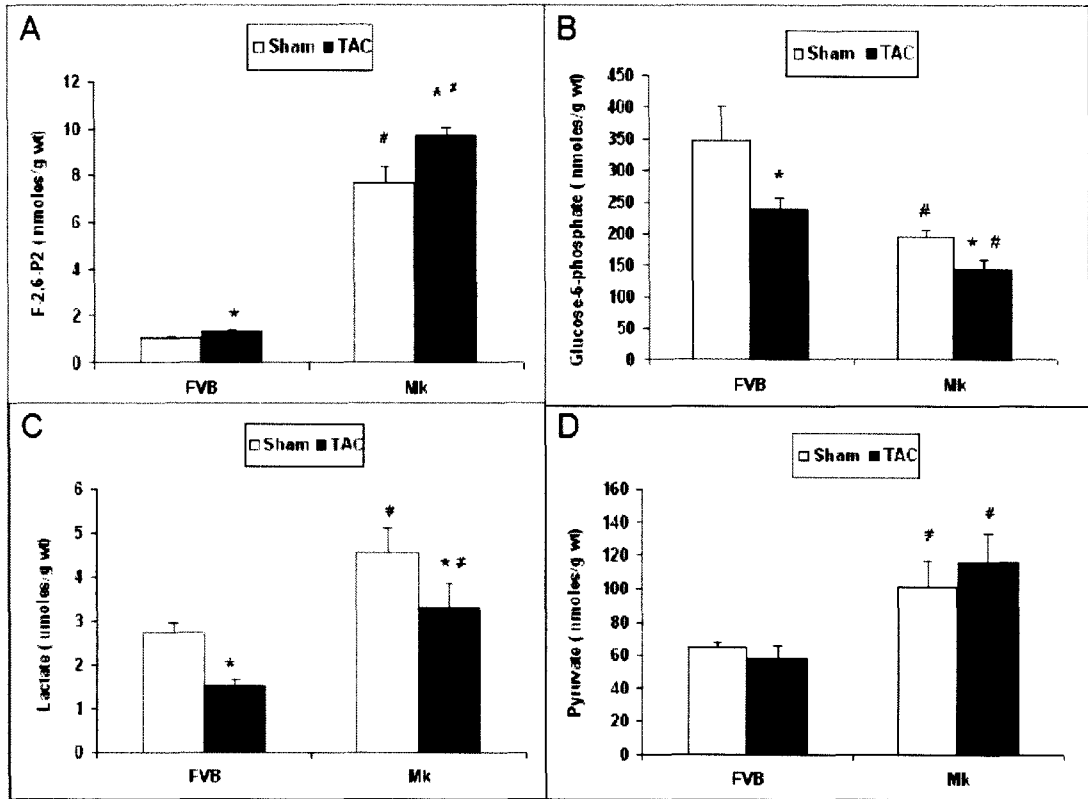 A
Sham TAC
F-2,6-P2 (nmoles/g wt)
12
10
8
6
4
2
0
*
#
* #
FVB Mk
B
Sham TAC
Glucose-6-phosphate (nmoles/g wt)
450
400
350
300
250
200
150
100
50
0
*
#
* #
FVB Mk
C
Sham TAC
Lactate (umoles/g wt)
6
5
4
3
2
1
0
*
#
* #
FVB Mk
D
Sham TAC
Pyruvate (nmoles/g wt)
160
140
120
100
80
60
40
20
0
#
#
FVB Mk